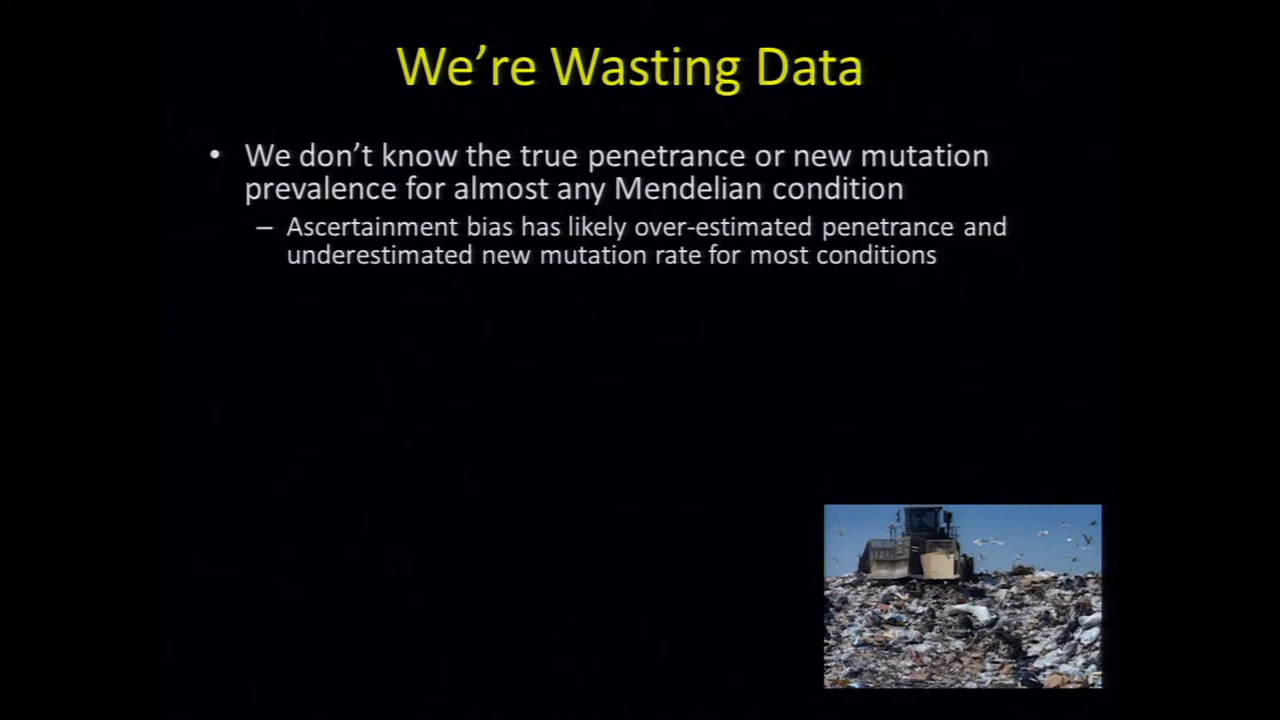 We’re Wasting Data
• We don’t know the true penetrance or new mutation
prevalence for almost any Mendelian condition
– Ascertainment bias has likely over-estimated penetrance and
underestimated new mutation rate for most conditions